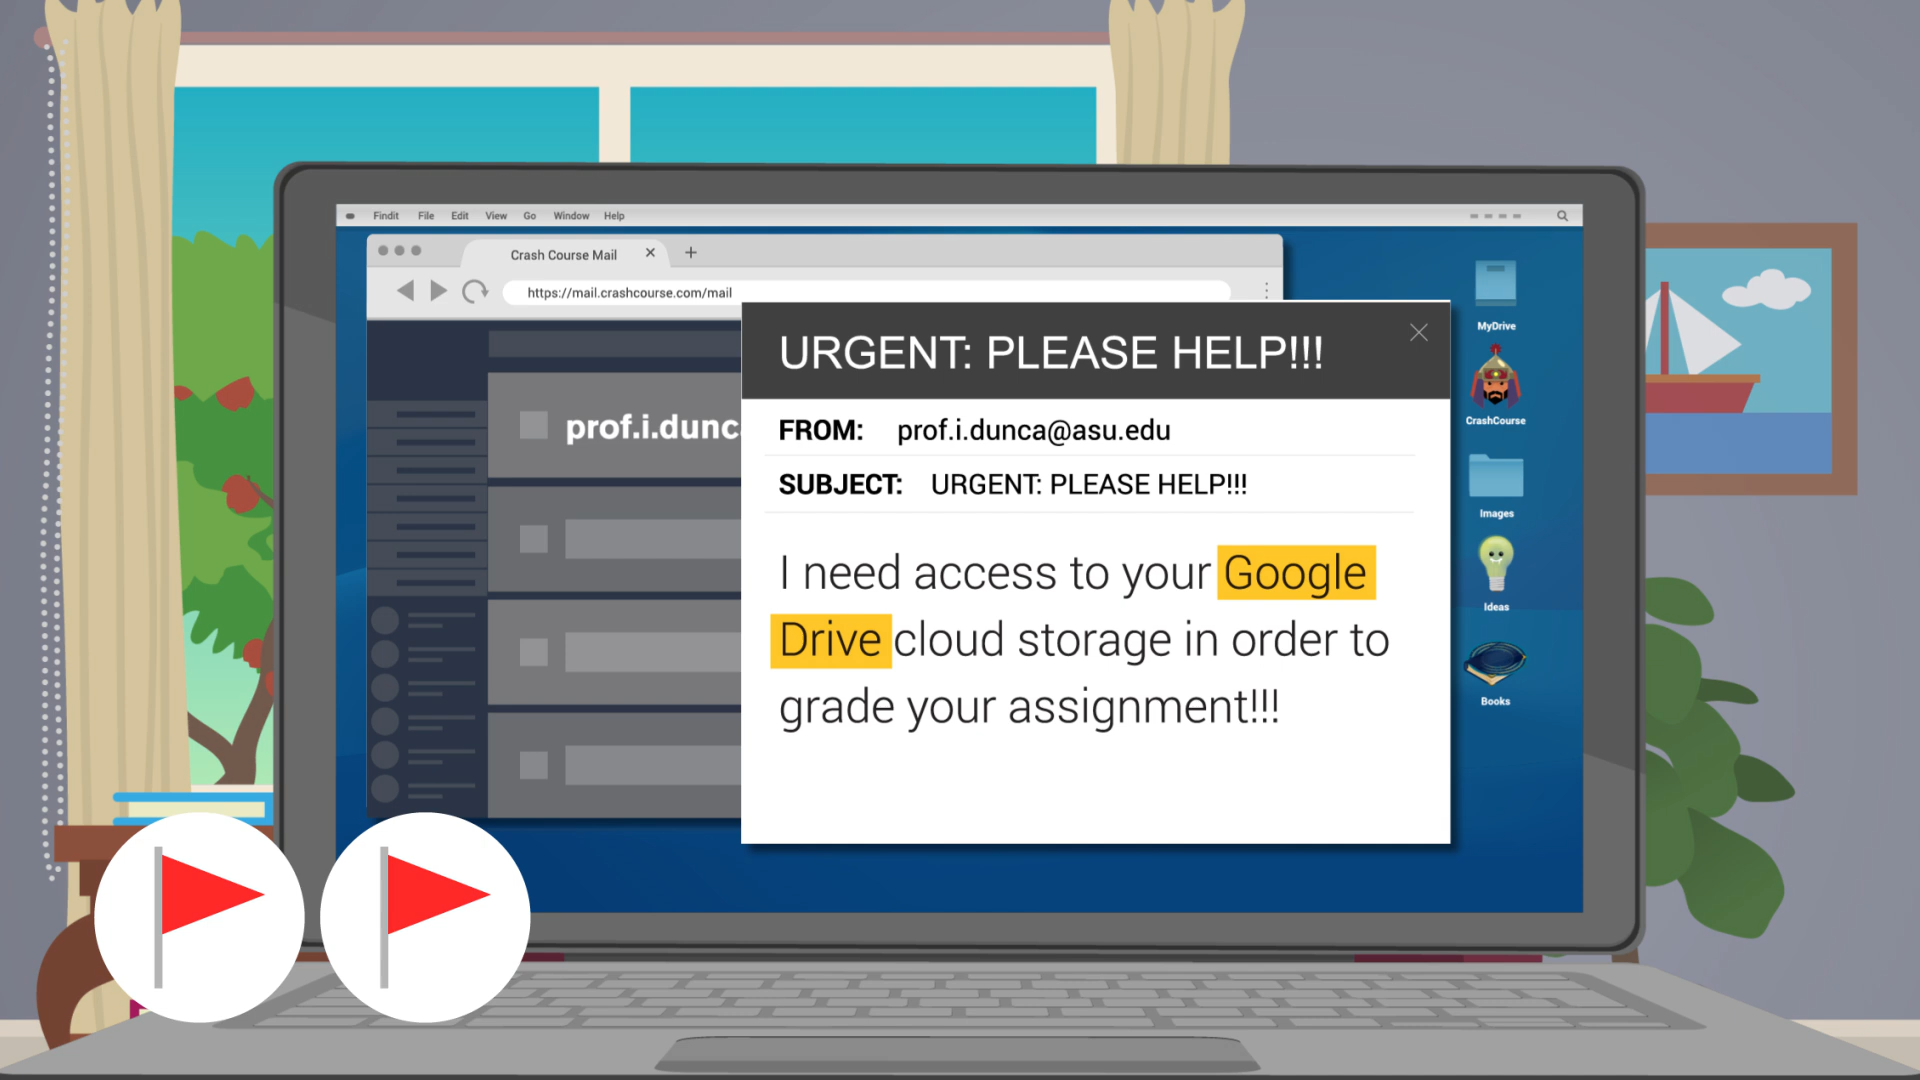 Findit File Edit View Go Window Help
Crash Course Mail
https://mail.crashcourse.com/mail
prof.i.dunc
URGENT: PLEASE HELP!!!
FROM: prof.i.dunca@asu.edu
SUBJECT: URGENT: PLEASE HELP!!!
I need access to your Google
Drive cloud storage in order to
grade your assignment!!!
MyDrive
CrashCourse
Images
Ideas
Books